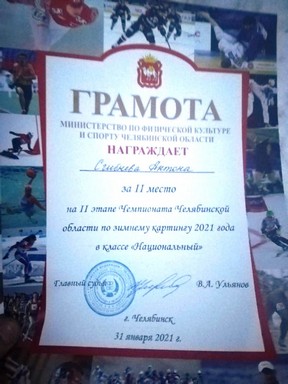 ГРАМОТА
МИНИСТЕРСТВО ПО ФИЗИЧЕСКОЙ КУЛЬТУРЕ
И СПОРТУ ЧЕЛЯБИНСКОЙ ОБЛАСТИ
НАГРАЖДАЕТ
Антона
за II место
на II этапе Чемпионата Челябинской
области по зимнему картингу 2021 года
в классе «Национальный»
Главный судья В.А. Ульянов
г. Челябинск
31 января 2021 г.